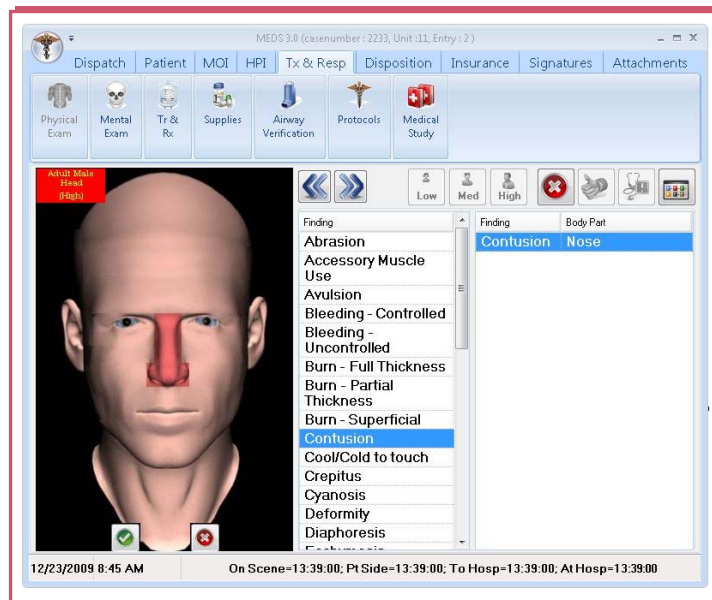 MEDS 3.0 (casenumber : 2233, Unit :11, Entry : 2 )
Dispatch Patient MOI HPI Tx & Resp Disposition Insurance Signatures Attachments
Physical Exam
Mental Exam
Tr & Rx
Supplies
Airway Verification
Protocols
Medical Study
Adult Male
Head
(High)
Low Med High
Finding
Abrasion
Accessory Muscle
Use
Avulsion
Bleeding - Controlled
Bleeding -
Uncontrolled
Burn - Full Thickness
Burn - Partial
Thickness
Burn - Superficial
Contusion
Cool/Cold to touch
Crepitus
Cyanosis
Deformity
Diaphoresis
Finding Body Part
Contusion Nose
12/23/2009 8:45 AM On Scene=13:39:00; Pt Side=13:39:00; To Hosp=13:39:00; At Hosp=13:39:00